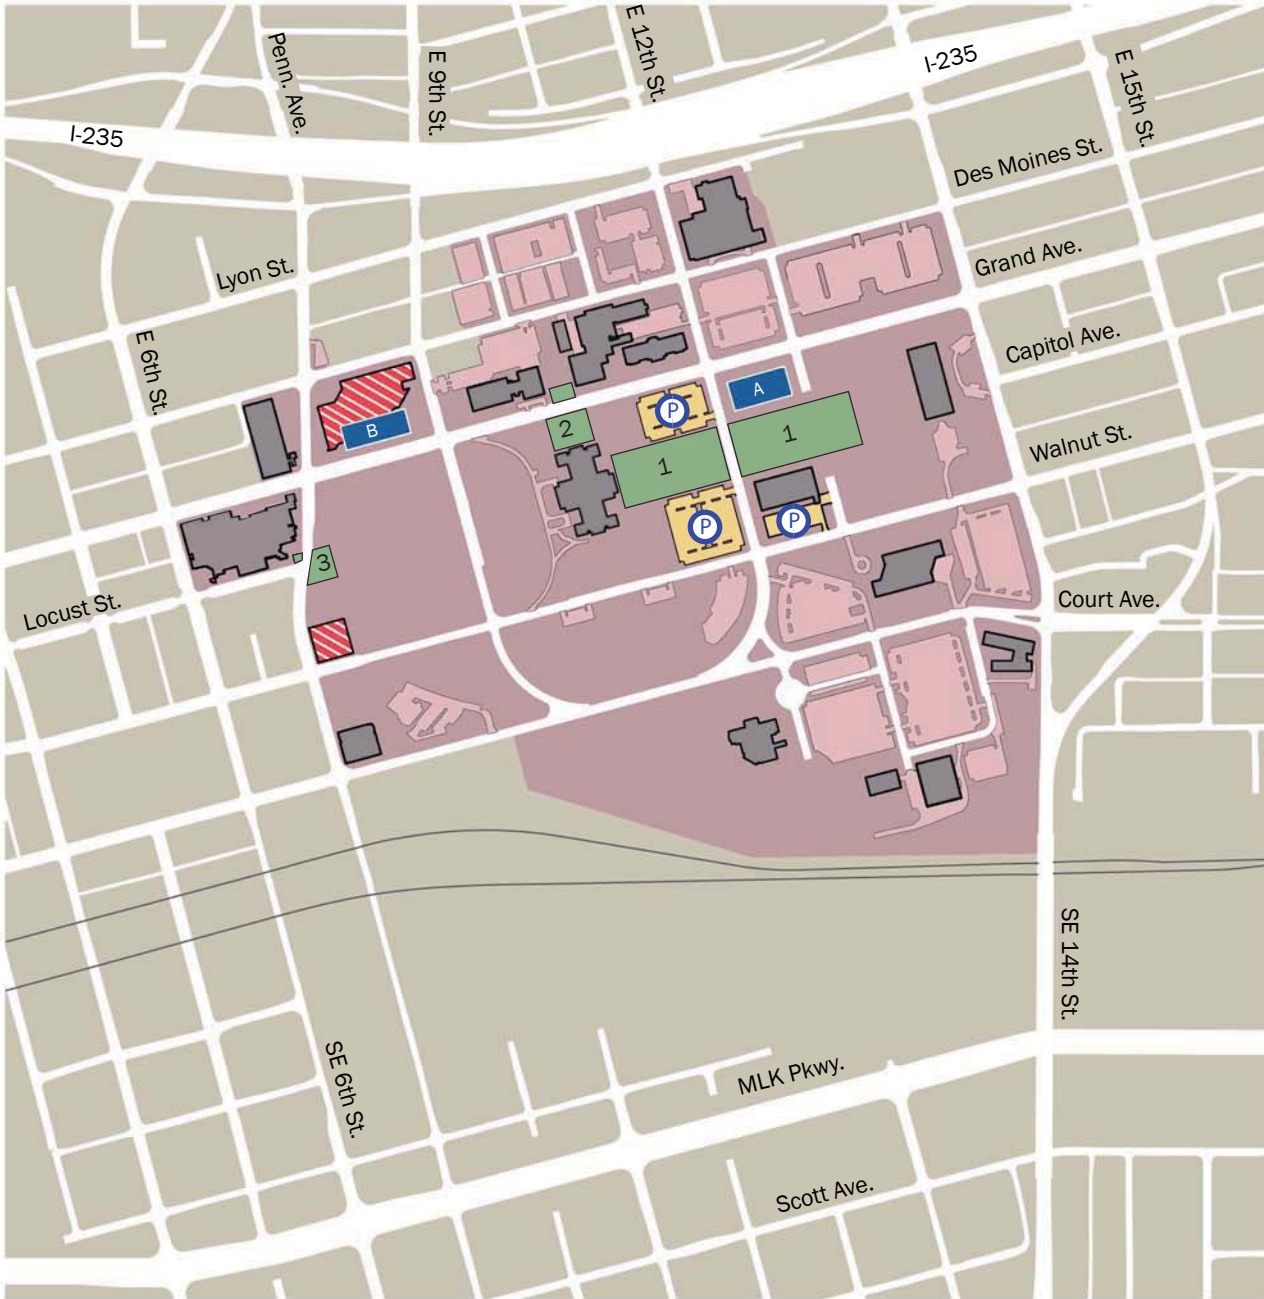 E 12th St.
Penn. Ave.
E 9th St.
I-235
E 15th St.
I-235
Des Moines St.
Grand Ave.
Lyon St.
Capitol Ave.
E 6th St.
A
P
B
2
1
1
Walnut St.
P
P
3
Locust St.
Court Ave.
SE 14th St.
SE 6th St.
MLK Pkwy.
Scott Ave.